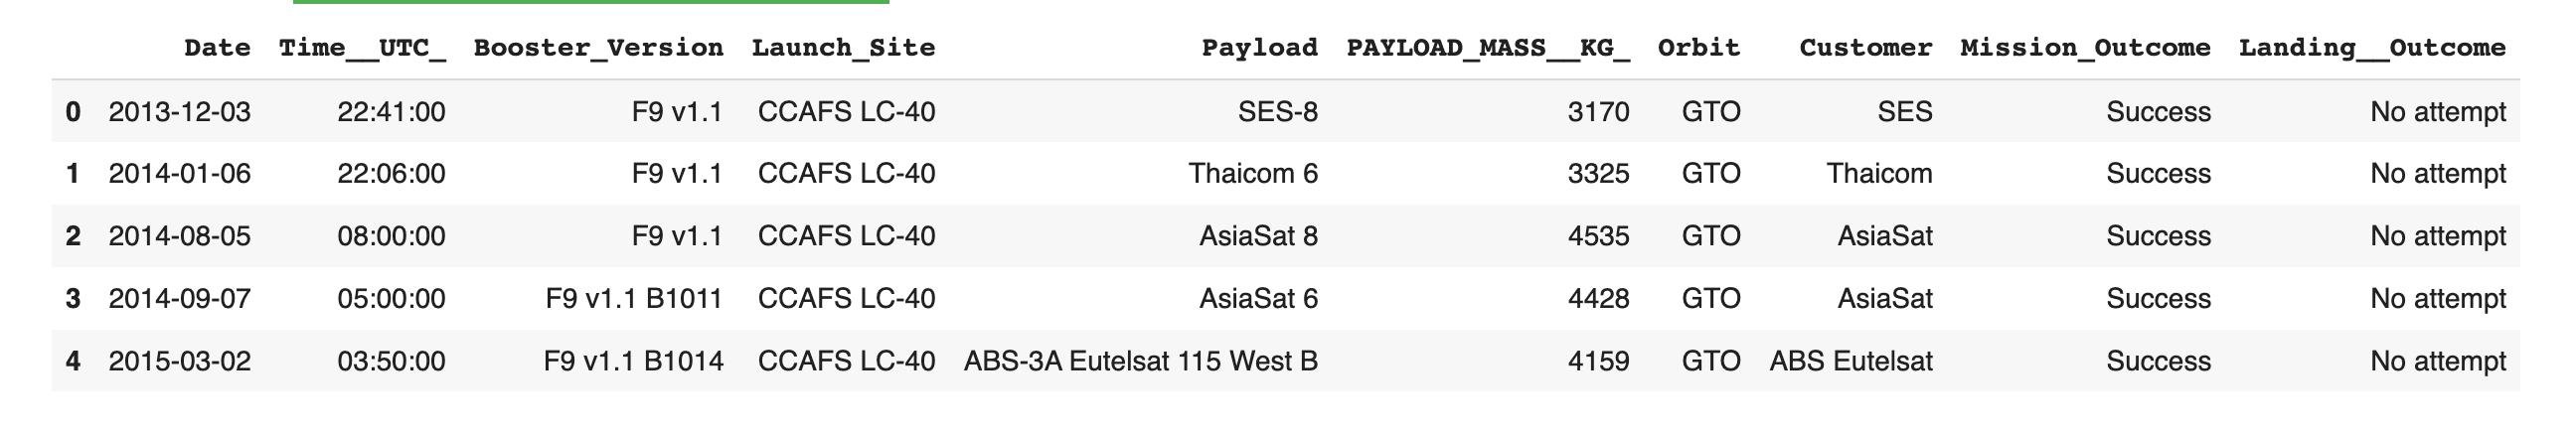 Date Time__UTC_ Booster_Version Launch_Site Payload PAYLOAD_MASS__KG_ Orbit Customer Mission_Outcome Landing__Outcome
0 2013-12-03 22:41:00 F9 v1.1 CCAFS LC-40 SES-8 3170 GTO SES Success No attempt
1 2014-01-06 22:06:00 F9 v1.1 CCAFS LC-40 Thaicom 6 3325 GTO Thaicom Success No attempt
2 2014-08-05 08:00:00 F9 v1.1 CCAFS LC-40 AsiaSat 8 4535 GTO AsiaSat Success No attempt
3 2014-09-07 05:00:00 F9 v1.1 B1011 CCAFS LC-40 AsiaSat 6 4428 GTO AsiaSat Success No attempt
4 2015-03-02 03:50:00 F9 v1.1 B1014 CCAFS LC-40 ABS-3A Eutelsat 115 West B 4159 GTO ABS Eutelsat Success No attempt